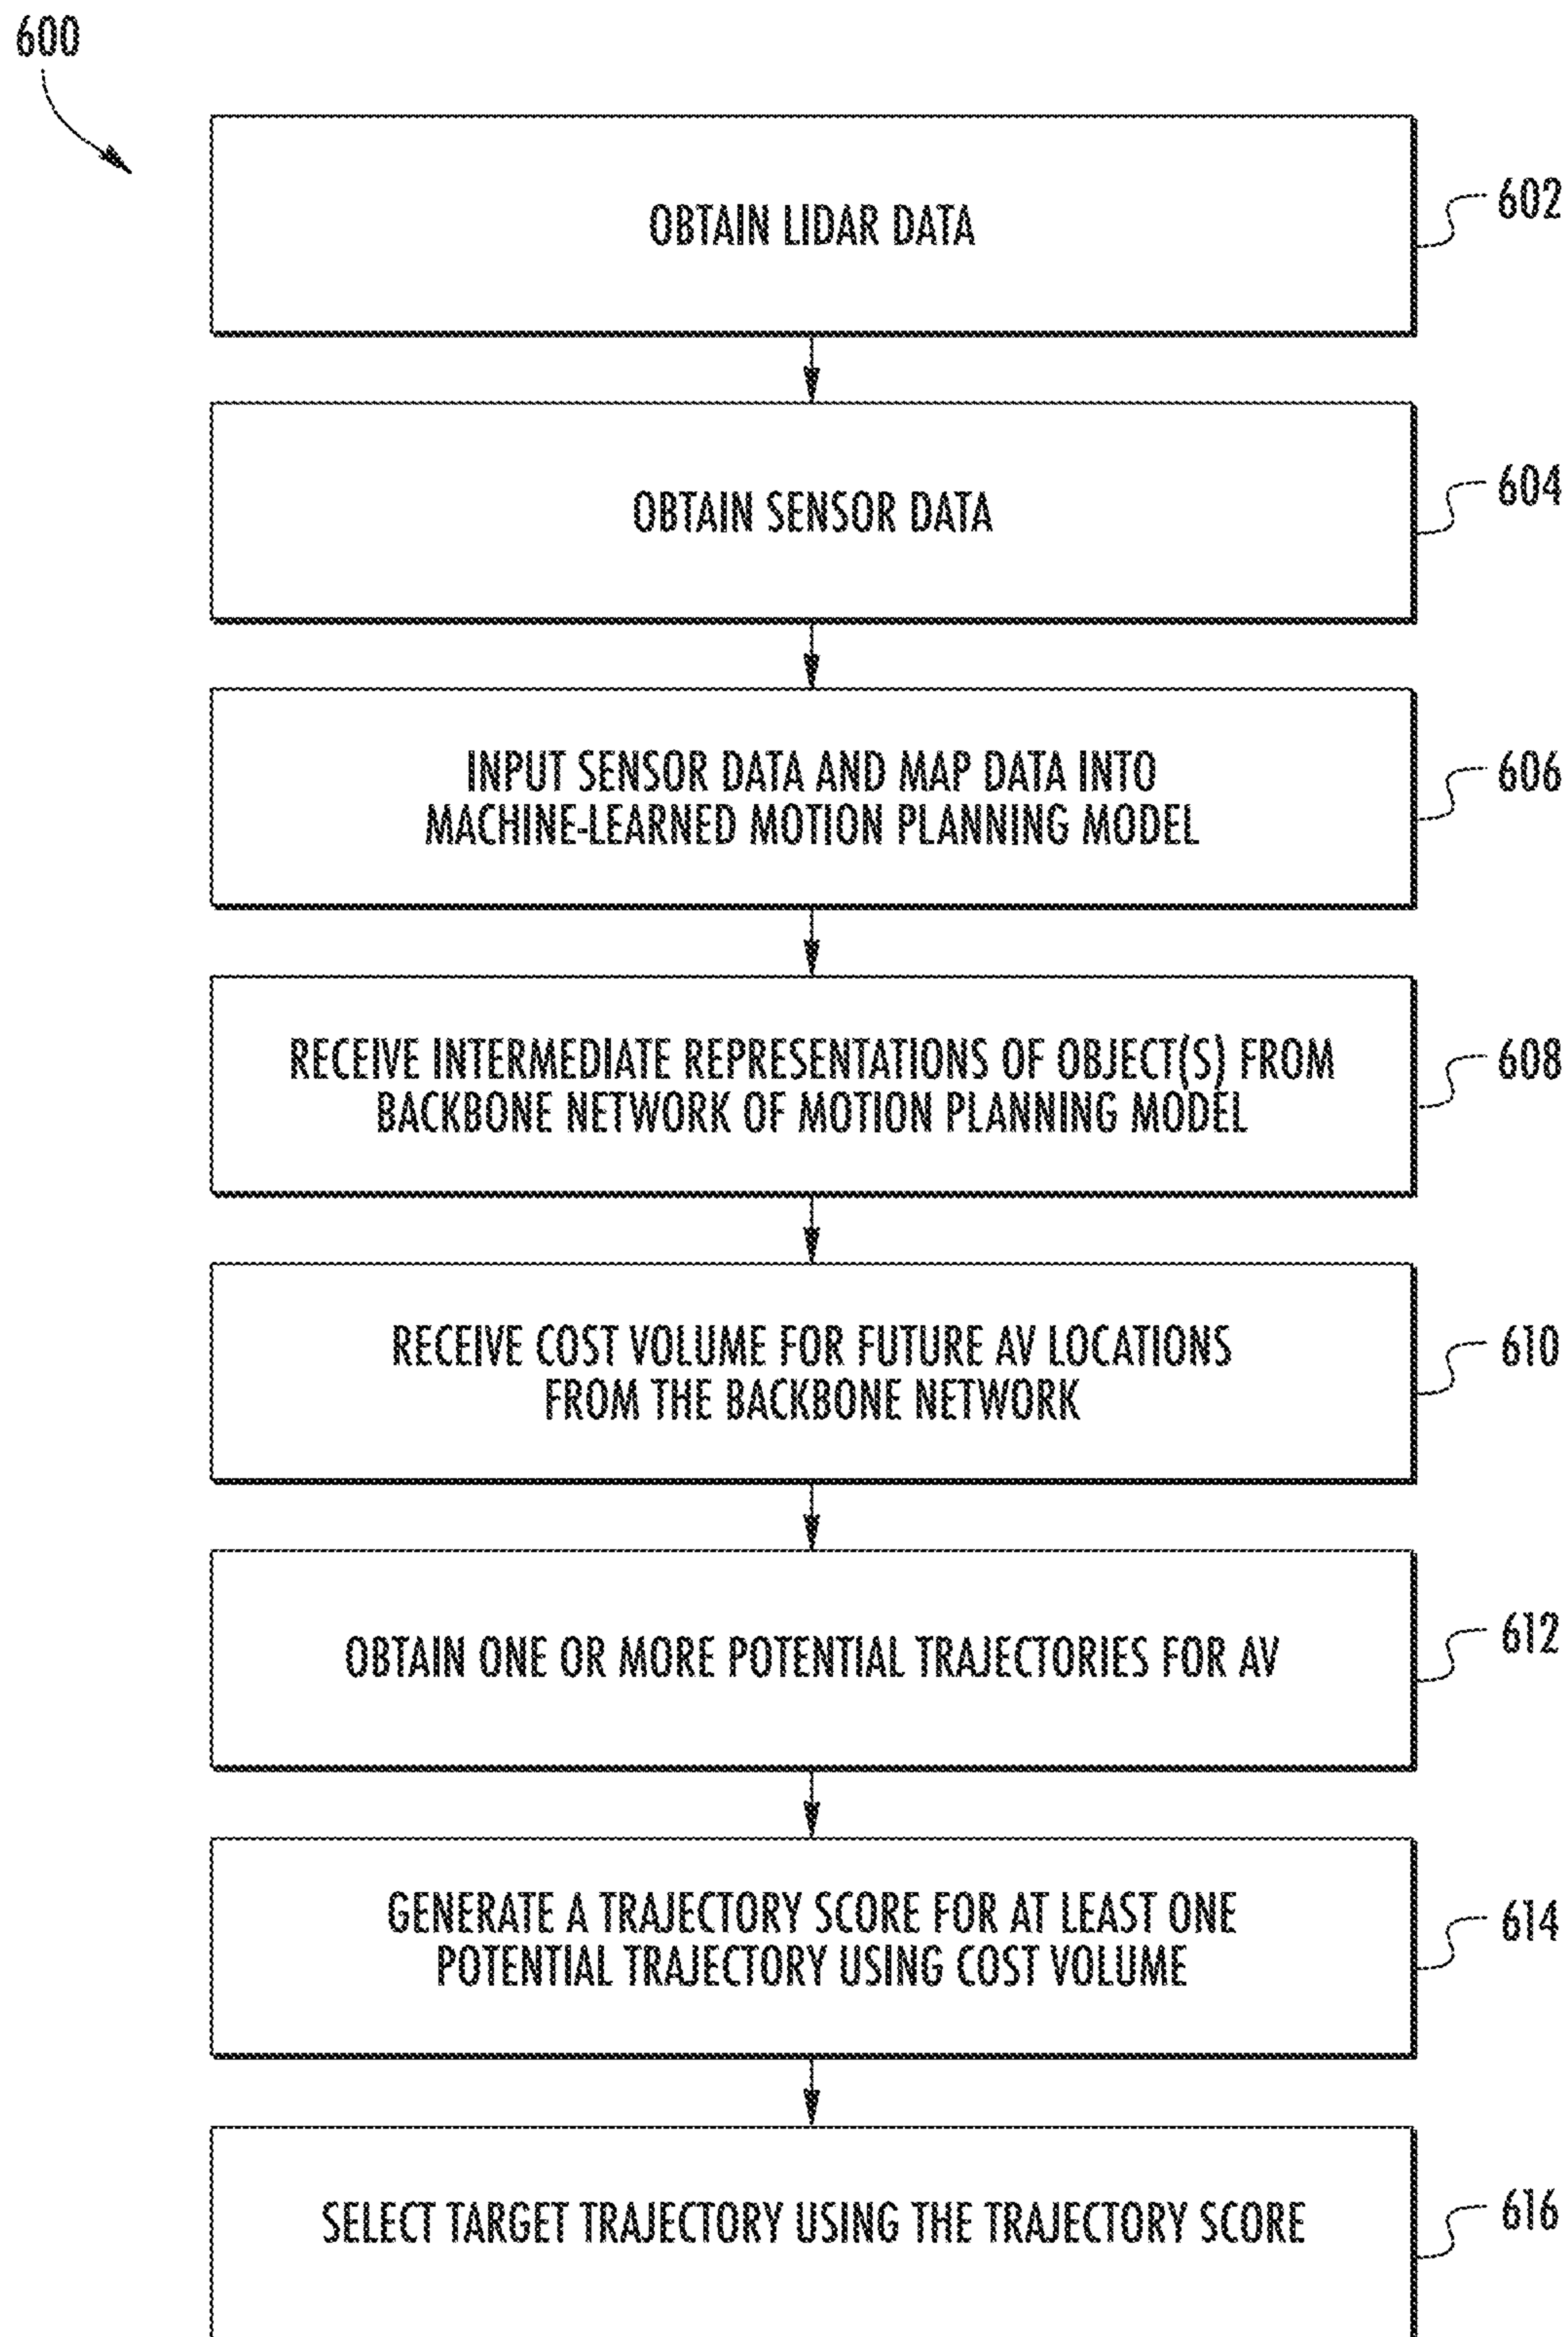 600
OBTAIN LIDAR DATA
602
OBTAIN SENSOR DATA
604
INPUT SENSOR DATA AND MAP DATA INTO
MACHINE-LEARNED MOTION PLANNING MODEL
606
RECEIVE INTERMEDIATE REPRESENTATIONS OF OBJECT(S) FROM
BACKBONE NETWORK OF MOTION PLANNING MODEL
608
RECEIVE COST VOLUME FOR FUTURE AV LOCATIONS
FROM THE BACKBONE NETWORK
610
OBTAIN ONE OR MORE POTENTIAL TRAJECTORIES FOR AV
612
GENERATE A TRAJECTORY SCORE FOR AT LEAST ONE
POTENTIAL TRAJECTORY USING COST VOLUME
614
SELECT TARGET TRAJECTORY USING THE TRAJECTORY SCORE
616